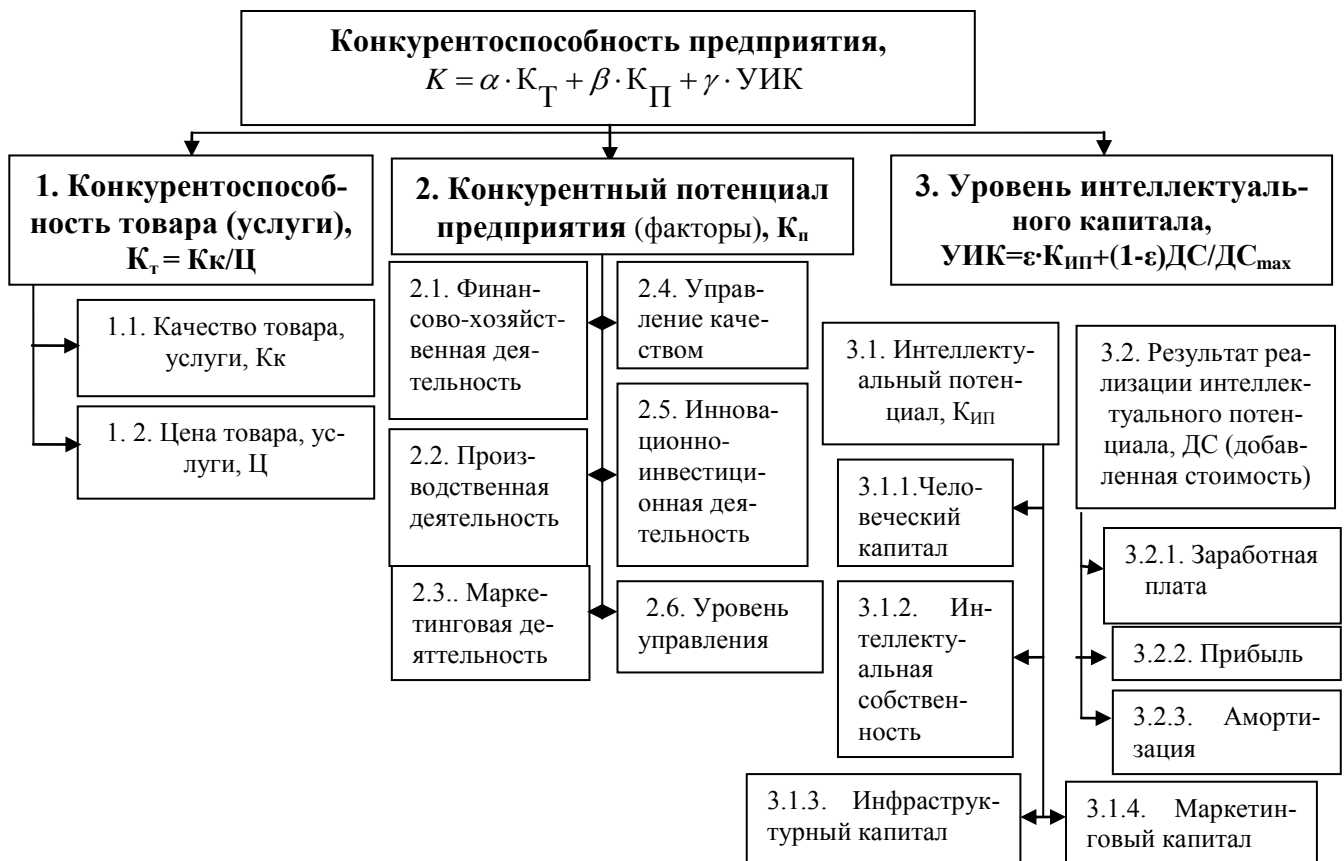 Конкурентоспособность предприятия,
K = α · К_Т + β · К_П + γ · УИК
1. Конкурентоспособ-
ность товара (услуги),
К_т = Кк/Ц
1.1. Качество товара,
услуги, Кк
1. 2. Цена товара, ус-
луги, Ц
2. Конкурентный потенциал
предприятия (факторы), К_п
2.1. Финан-
сово-хозяйст-
венная дея-
тельность
2.2. Произ-
водственная
деятельность
2.3.. Марке-
тинговая де-
яттельность
2.4. Управ-
ление каче-
ством
2.5. Иннова-
ционно-
инвестици-
онная дея-
тельность
2.6. Уровень
управления
3. Уровень интеллектуаль-
ного капитала,
УИК=ε·К_ИП+(1-ε)ДС/ДС_max
3.1. Интеллекту-
альный потен-
циал, К_ИП
3.1.1.Чело-
веческий
капитал
3.1.2. Ин-
теллекту-
альная
собствен-
ность
3.1.3. Инфраструк-
турный капитал
3.1.4. Маркетин-
говый капитал
3.2. Результат реа-
лизации интеллек-
туального потен-
циала, ДС (добав-
ленная стоимость)
3.2.1. Заработная
плата
3.2.2. Прибыль
3.2.3. Аморти-
зация